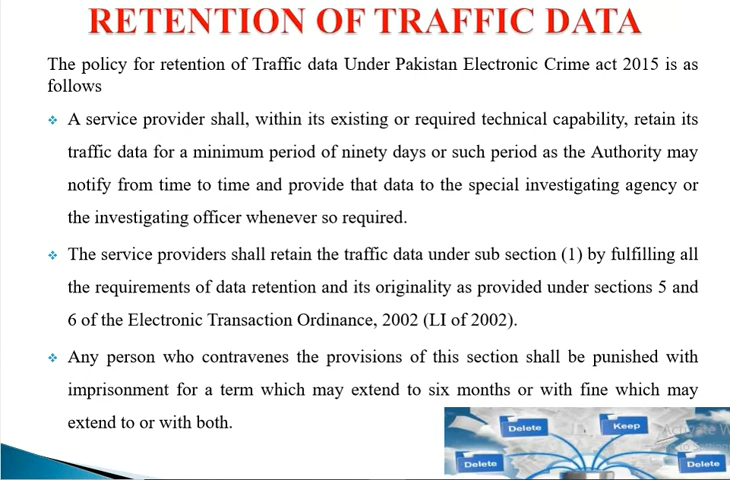 RETENTION OF TRAFFIC DATA
The policy for retention of Traffic data Under Pakistan Electronic Crime act 2015 is as
follows
A service provider shall, within its existing or required technical capability, retain its
traffic data for a minimum period of ninety days or such period as the Authority may
notify from time to time and provide that data to the special investigating agency or
the investigating officer whenever so required.
The service providers shall retain the traffic data under sub section (1) by fulfilling all
the requirements of data retention and its originality as provided under sections 5 and
6 of the Electronic Transaction Ordinance, 2002 (LI of 2002).
Any person who contravenes the provisions of this section shall be punished with
imprisonment for a term which may extend to six months or with fine which may
extend to or with both.
Delete
Keep
Activate W
Delete
Delete